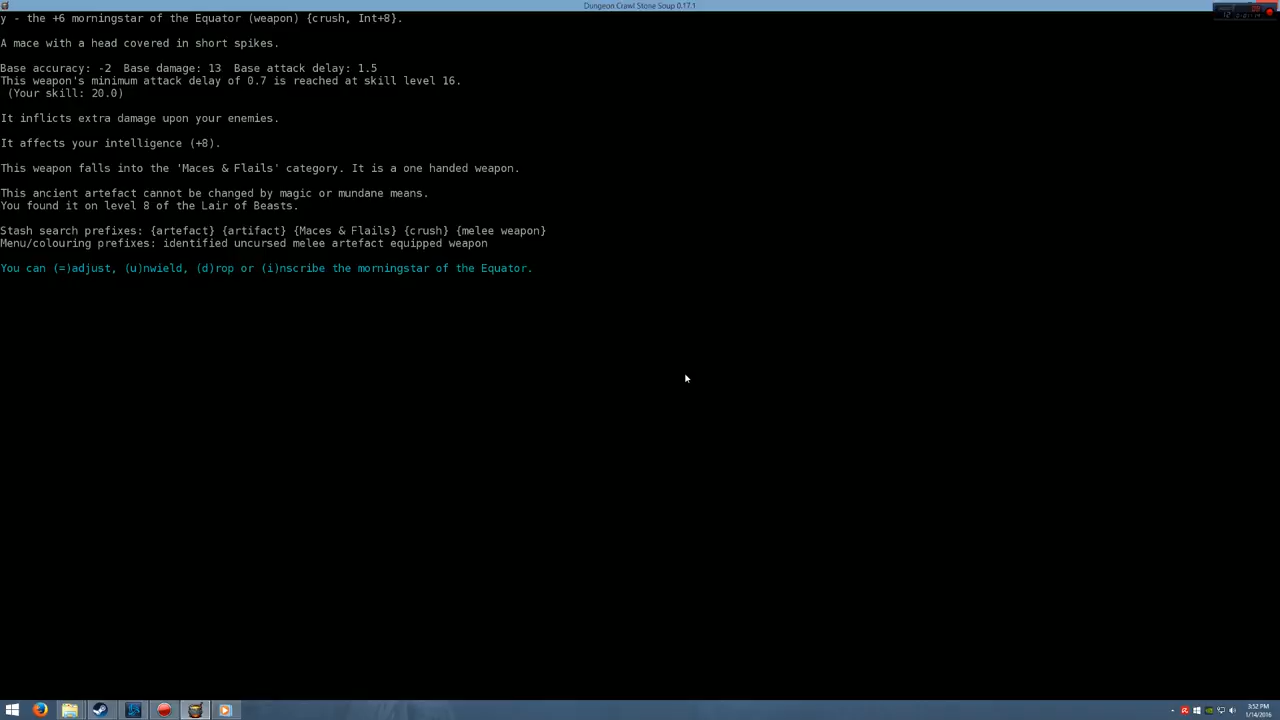 Dungeon Crawl Stone Soup 0.17.1
y - the +6 morningstar of the Equator (weapon) {crush, Int+8}.
A mace with a head covered in short spikes.
Base accuracy: -2  Base damage: 13  Base attack delay: 1.5
This weapon's minimum attack delay of 0.7 is reached at skill level 16.
(Your skill: 20.0)
It inflicts extra damage upon your enemies.
It affects your intelligence (+8).
This weapon falls into the 'Maces & Flails' category. It is a one handed weapon.
This ancient artefact cannot be changed by magic or mundane means.
You found it on level 8 of the Lair of Beasts.
Stash search prefixes: {artefact} {artifact} {Maces & Flails} {crush} {melee weapon}
Menu/colouring prefixes: identified uncursed melee artefact equipped weapon
You can (=)adjust, (u)nwield, (d)rop or (i)nscribe the morningstar of the Equator.
3:52 PM
1/14/2016